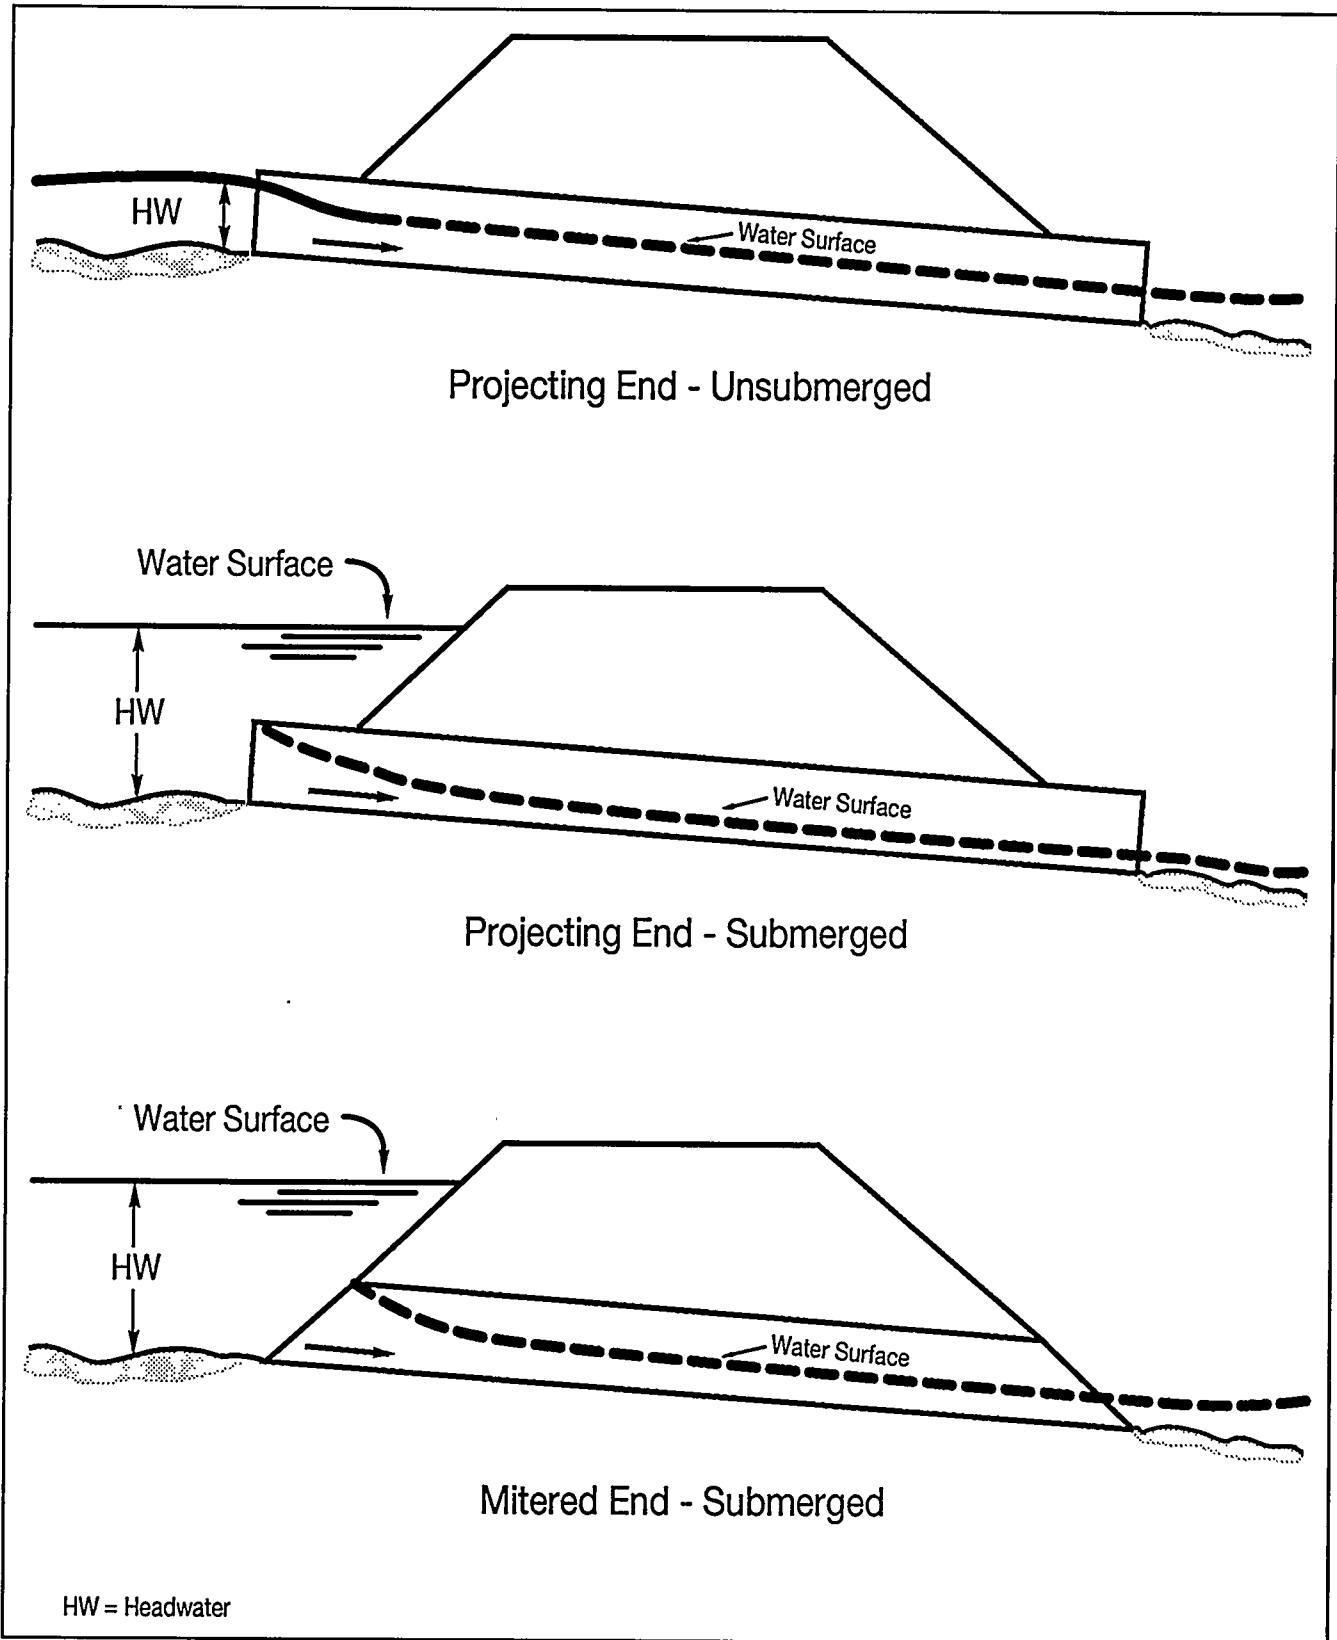 HW
Water Surface
Projecting End - Unsubmerged
Water Surface
HW
Water Surface
Projecting End - Submerged
Water Surface
HW
Water Surface
Mitered End - Submerged
HW = Headwater